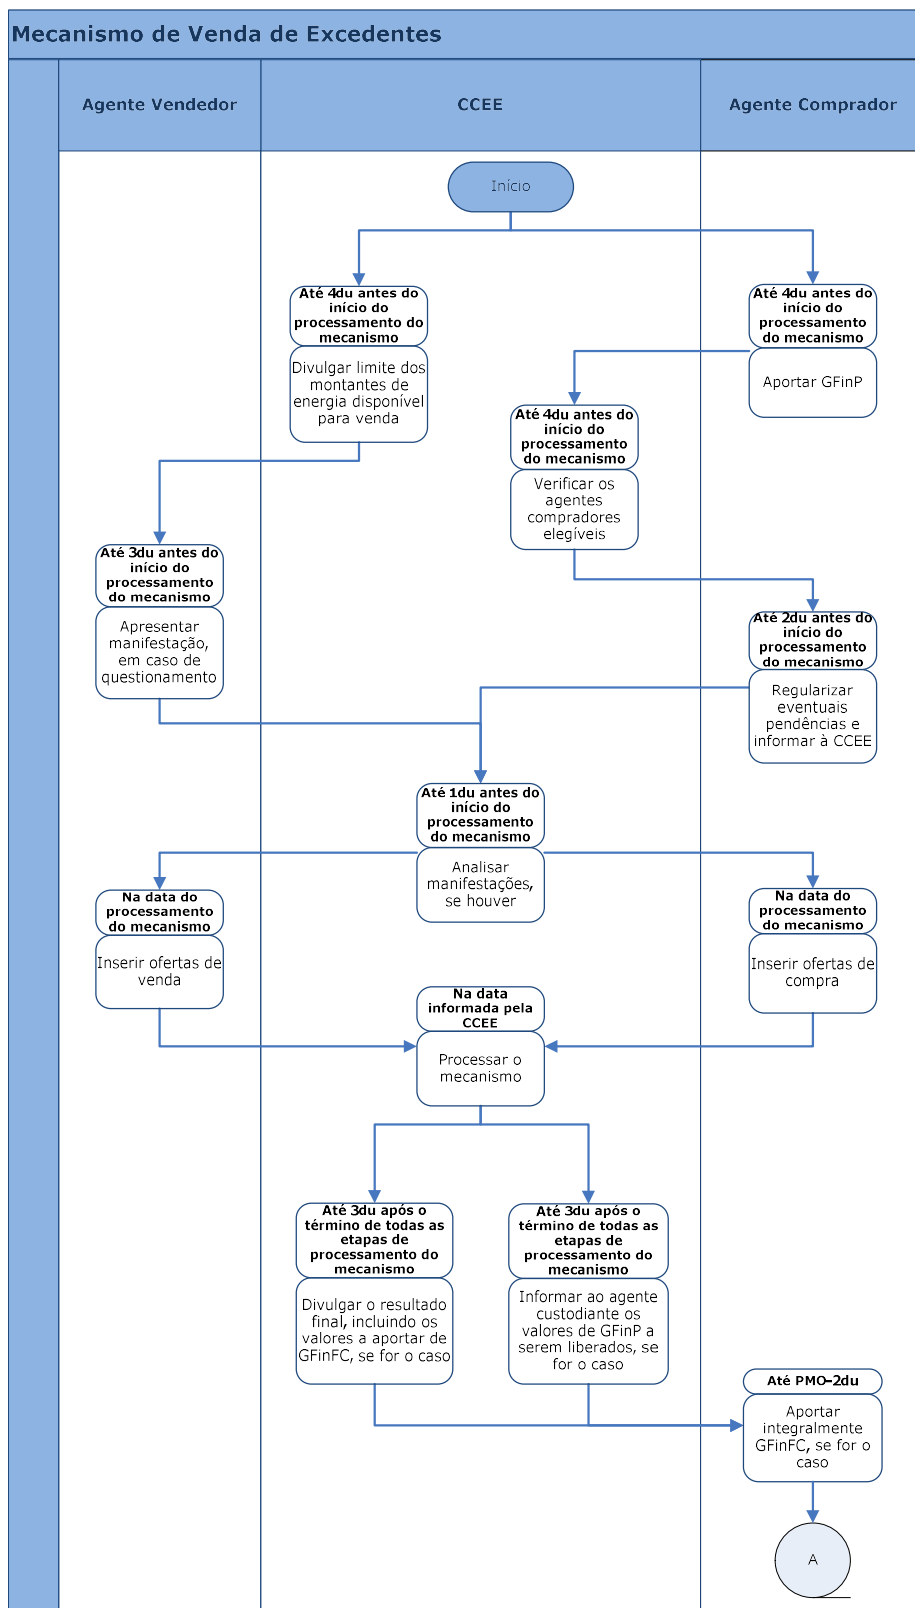 Mecanismo de Venda de Excedentes
Agente Vendedor
CCEE
Agente Comprador
Início
Até 4du antes do
início do
processamento do
mecanismo
Divulgar limite dos
montantes de
energia disponível
para venda
Até 4du antes do
início do
processamento
do mecanismo
Aportar GFinP
Até 4du antes do
início do
processamento
do mecanismo
Verificar os
agentes
compradores
elegíveis
Até 3du antes do
início do
processamento
do mecanismo
Apresentar
manifestação,
em caso de
questionamento
Até 2du antes do
início do
processamento
do mecanismo
Regularizar
eventuais
pendências e
informar à CCEE
Até 1du antes do
início do
processamento
do mecanismo
Analisar
manifestações,
se houver
Na data do
processamento
do mecanismo
Inserir ofertas de
venda
Na data do
processamento
do mecanismo
Inserir ofertas de
compra
Na data
informada pela
CCEE
Processar o
mecanismo
Até 3du após o
término de todas as
etapas de
processamento do
mecanismo
Divulgar o resultado
final, incluindo os
valores a aportar de
GFinFC, se for o caso
Até 3du após o
término de todas as
etapas de
processamento do
mecanismo
Informar ao agente
custodiante os
valores de GFinP a
serem liberados, se
for o caso
Até PMO-2du
Aportar
integralmente
GFinFC, se for o
caso
A